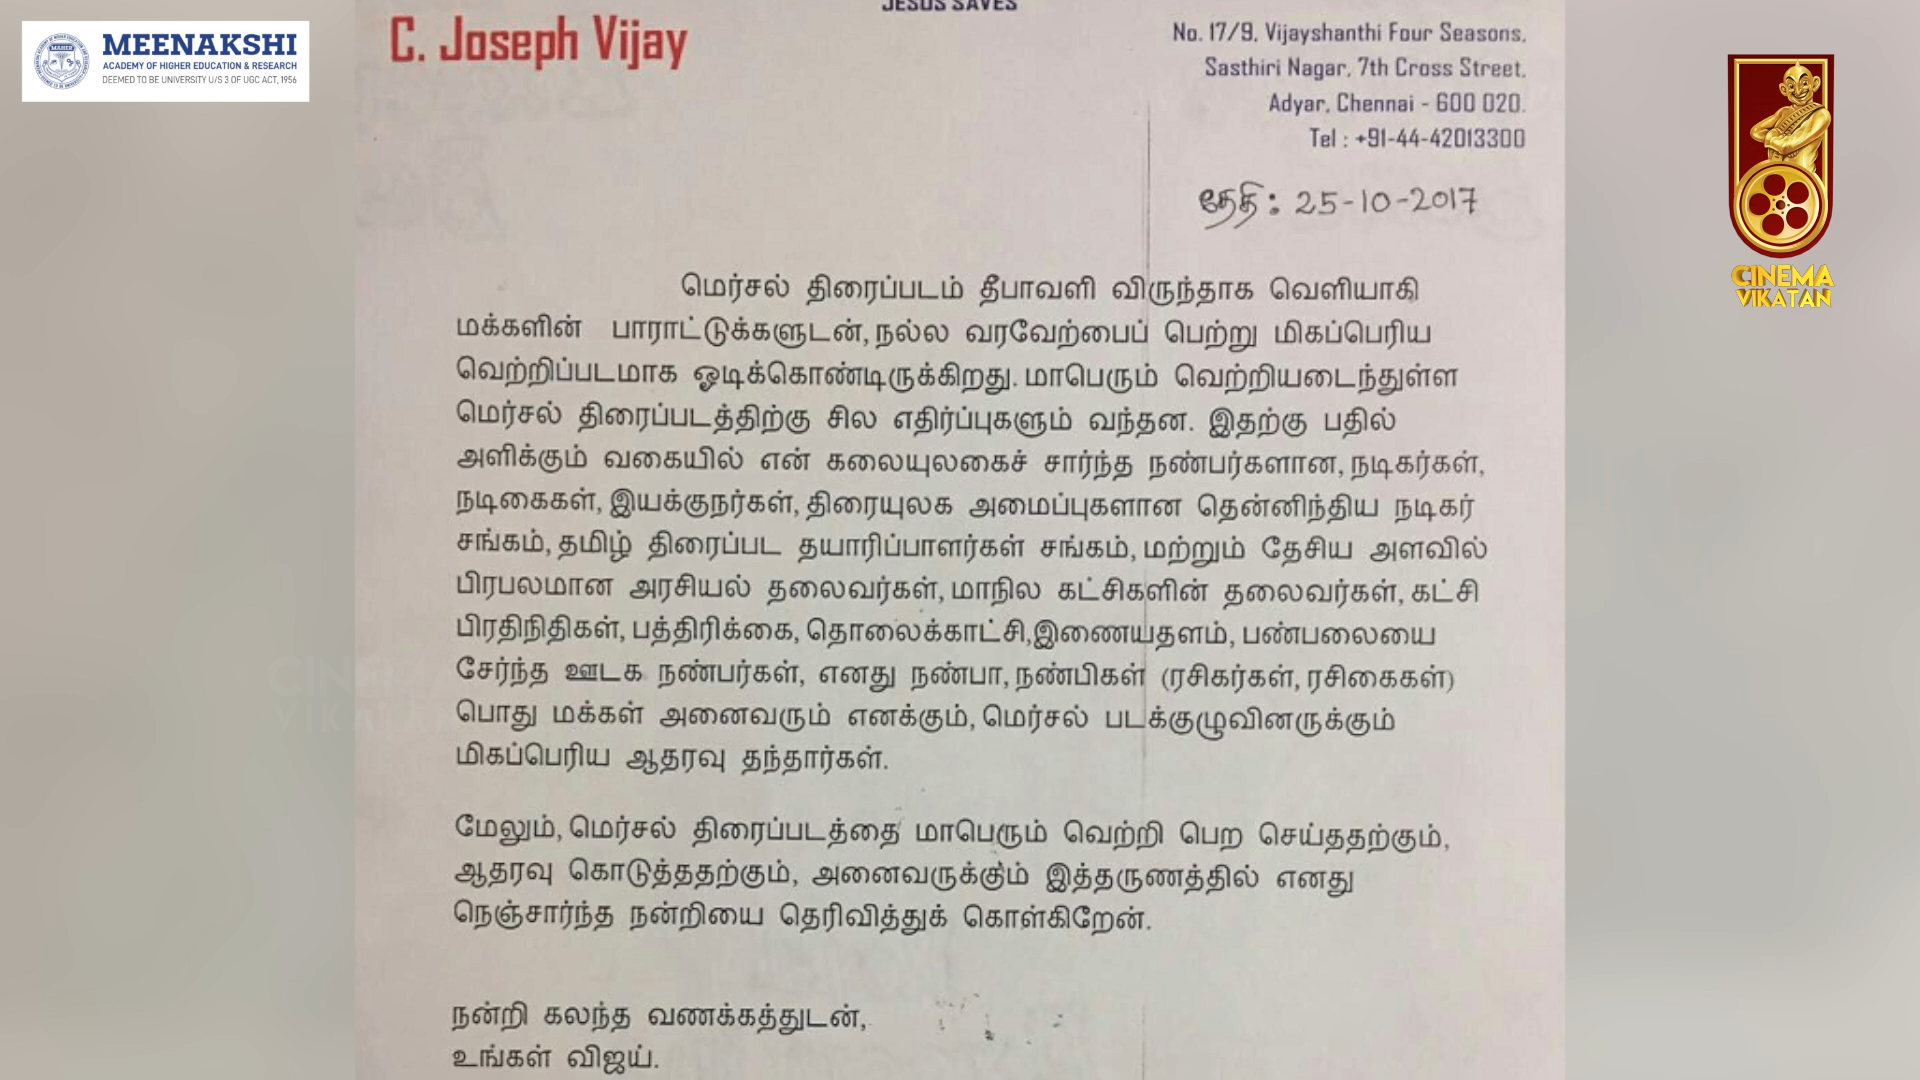 MEENAKSHI
ACADEMY OF HIGHER EDUCATION & RESEARCH
DEEMED TO BE UNIVERSITY U/S 3 OF UGC ACT, 1956
JESUS SAVES
C. Joseph Vijay
No. 17/9, Vijayshanthi Four Seasons,
Sasthiri Nagar, 7th Cross Street,
Adyar, Chennai - 600 020.
Tel : +91-44-42013300
CINEMA
VIKATAN
தேதி : 25-10-2017
மெர்சல் திரைப்படம் தீபாவளி விருந்தாக வெளியாகி
மக்களின் பாராட்டுக்களுடன், நல்ல வரவேற்பைப் பெற்று மிகப்பெரிய
வெற்றிப்படமாக ஓடிக்கொண்டிருக்கிறது. மாபெரும் வெற்றியடைந்துள்ள
மெர்சல் திரைப்படத்திற்கு சில எதிர்ப்புகளும் வந்தன. இதற்கு பதில்
அளிக்கும் வகையில் என் கலையுலகைச் சார்ந்த நண்பர்களான, நடிகர்கள்,
நடிகைகள், இயக்குநர்கள், திரையுலக அமைப்புகளான தென்னிந்திய நடிகர்
சங்கம், தமிழ் திரைப்பட தயாரிப்பாளர்கள் சங்கம், மற்றும் தேசிய அளவில்
பிரபலமான அரசியல் தலைவர்கள், மாநில கட்சிகளின் தலைவர்கள், கட்சி
பிரதிநிதிகள், பத்திரிக்கை, தொலைக்காட்சி,இணையதளம், பண்பலையை
சேர்ந்த ஊடக நண்பர்கள், எனது நண்பா, நண்பிகள் (ரசிகர்கள், ரசிகைகள்)
பொது மக்கள் அனைவரும் எனக்கும், மெர்சல் படக்குழுவினருக்கும்
மிகப்பெரிய ஆதரவு தந்தார்கள்.
மேலும், மெர்சல் திரைப்படத்தை மாபெரும் வெற்றி பெற செய்ததற்கும்,
ஆதரவு கொடுத்ததற்கும், அனைவருக்கும் இத்தருணத்தில் எனது
நெஞ்சார்ந்த நன்றியை தெரிவித்துக் கொள்கிறேன்.
நன்றி கலந்த வணக்கத்துடன்,
உங்கள் விஜய்.